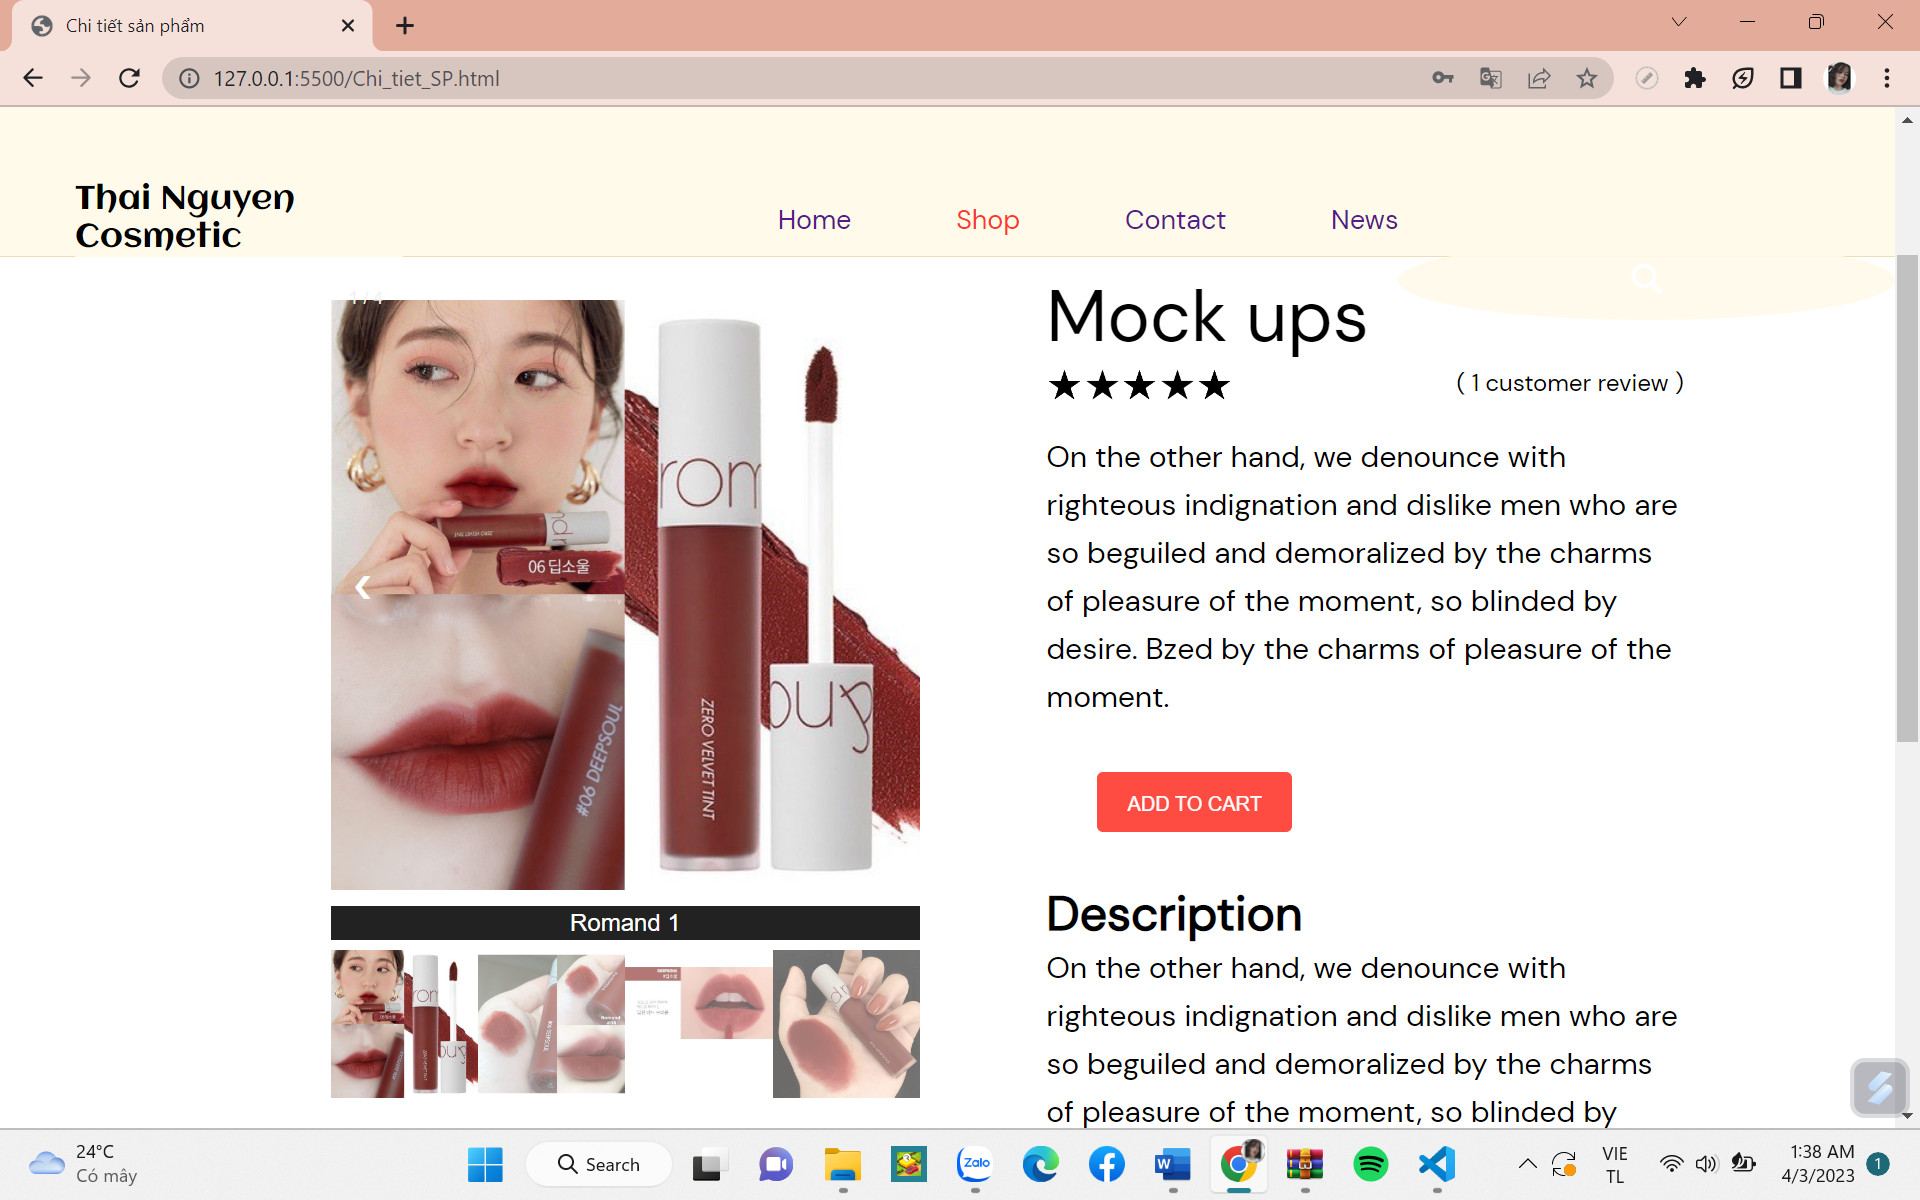 Chi tiết sản phẩm
127.0.0.1:5500/Chi_tiet_SP.html
Thai Nguyen
Cosmetic
Home
Shop
Contact
News
1 / 4
Mock ups
★★★★★
( 1 customer review )
On the other hand, we denounce with
righteous indignation and dislike men who are
so beguiled and demoralized by the charms
of pleasure of the moment, so blinded by
desire. Bzed by the charms of pleasure of the
moment.
ADD TO CART
rom
ZERO VELVET TINT
nd
ZERO VELVET TINT
06 딥소울
#06 DEEPSOUL
Romand 1
Description
On the other hand, we denounce with
righteous indignation and dislike men who are
so beguiled and demoralized by the charms
of pleasure of the moment, so blinded by
24°C
Có mây
Search
Zalo
VIE
TL
1:38 AM
4/3/2023
1